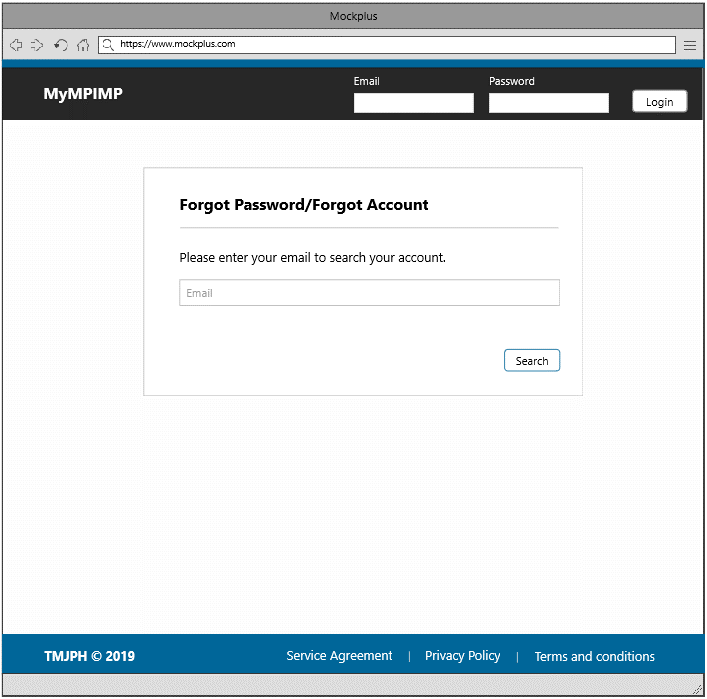 Mockplus
https://www.mockplus.com
Email Password
MyMPIMP
Login
Forgot Password/Forgot Account
Please enter your email to search your account.
Email
Search
TMJPH © 2019 Service Agreement | Privacy Policy | Terms and conditions